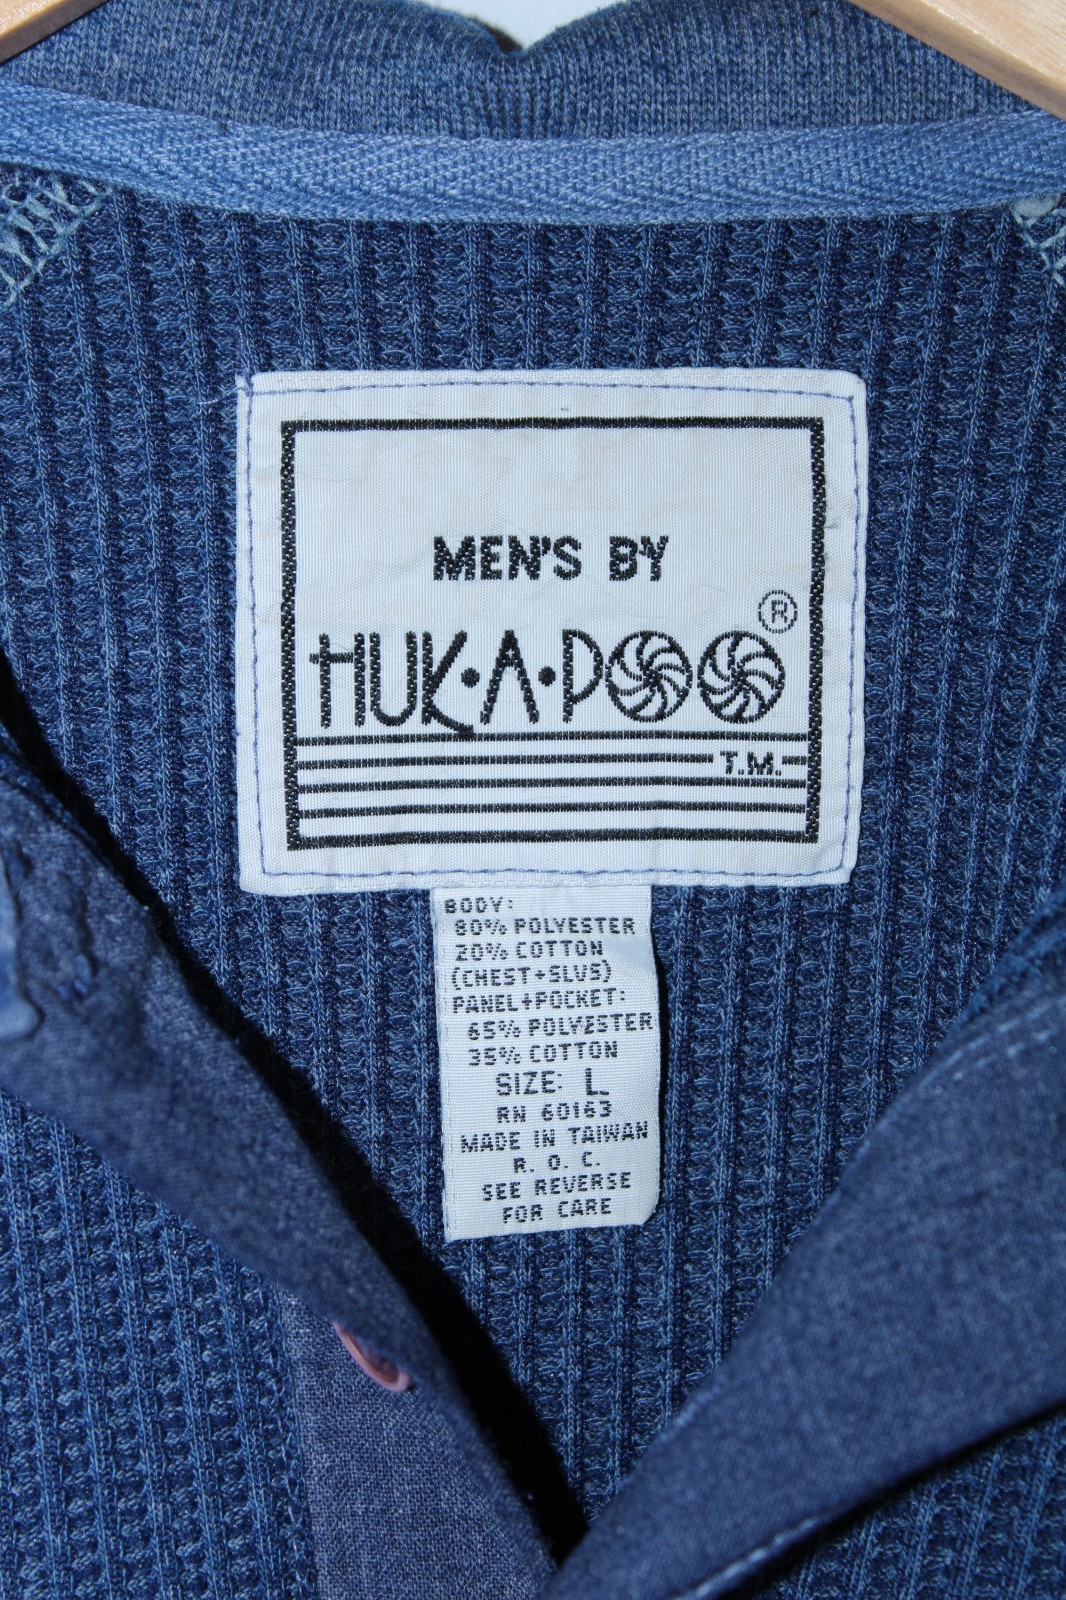 MEN'S BY
HUK·A·POO ®
T.M.
BODY:
80% POLYESTER
20% COTTON
(CHEST+SLVS)
PANEL+POCKET:
65% POLYESTER
35% COTTON
SIZE: L
RN 60163
MADE IN TAIWAN
R. O. C.
SEE REVERSE
FOR CARE